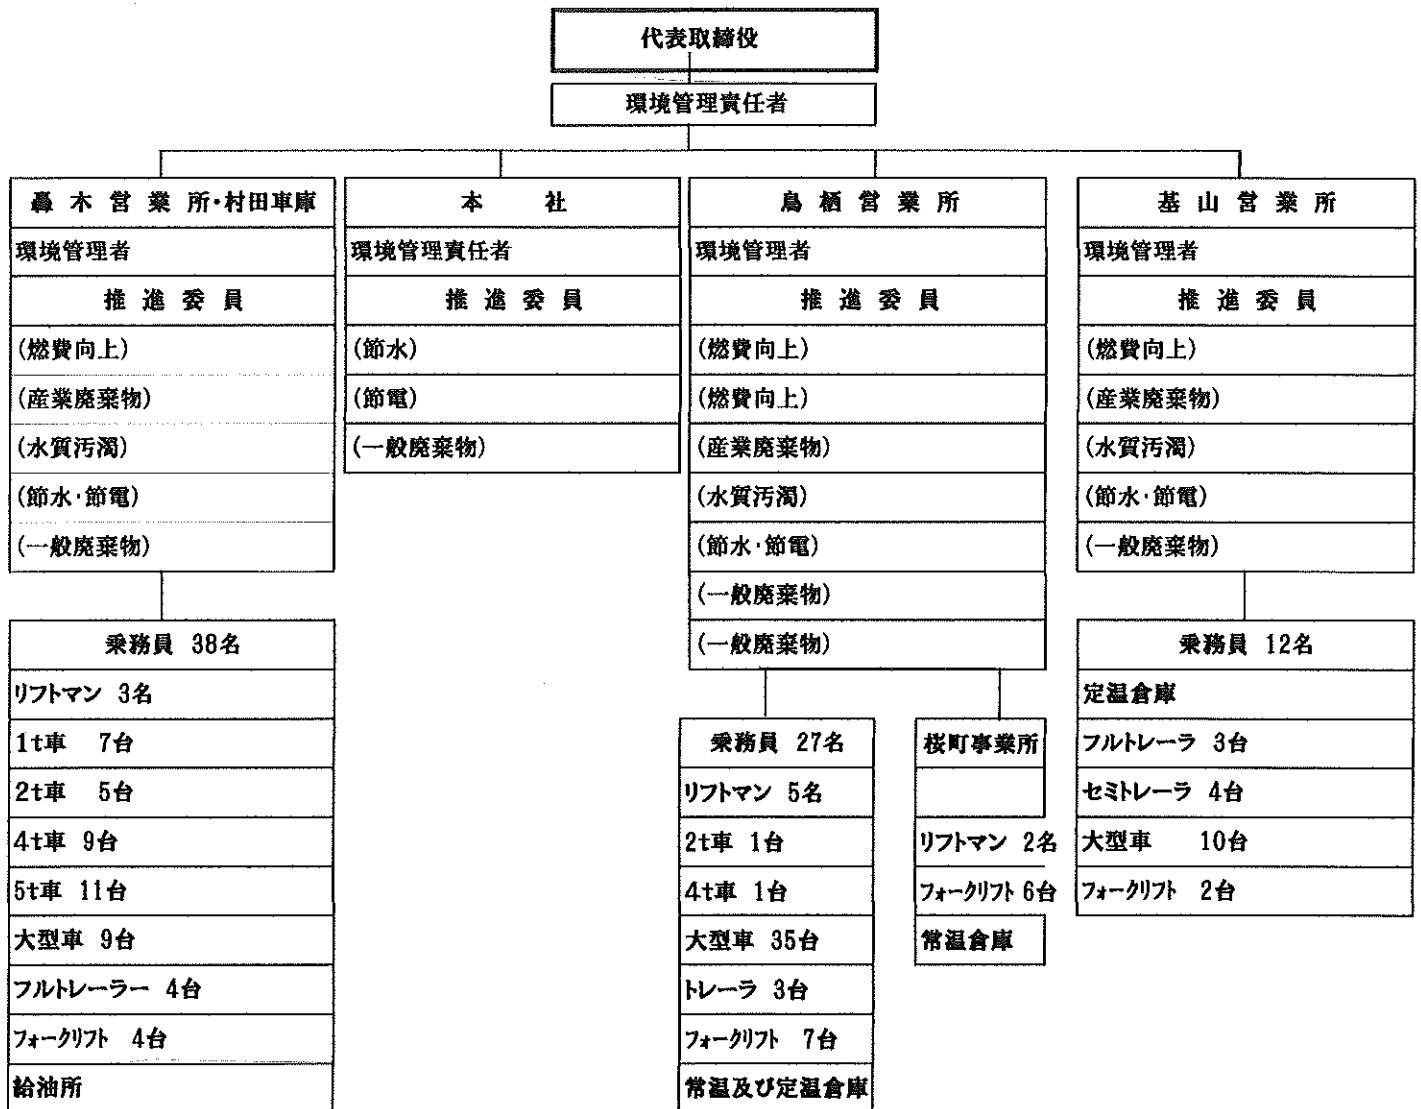 代表取締役
環境管理責任者
轟 木 営 業 所・村田車庫
環境管理者
推 進 委 員
(燃費向上)
(産業廃棄物)
(水質汚濁)
(節水・節電)
(一般廃棄物)
乗務員 38名
リフトマン 3名
1t車 7台
2t車 5台
4t車 9台
5t車 11台
大型車 9台
フルトレーラー 4台
フォークリフト 4台
給油所
本 社
環境管理責任者
推 進 委 員
(節水)
(節電)
(一般廃棄物)
鳥 栖 営 業 所
環境管理者
推 進 委 員
(燃費向上)
(燃費向上)
(産業廃棄物)
(水質汚濁)
(節水・節電)
(一般廃棄物)
(一般廃棄物)
乗務員 27名
リフトマン 5名
2t車 1台
4t車 1台
大型車 35台
トレーラ 3台
フォークリフト 7台
常温及び定温倉庫
桜町事業所
リフトマン 2名
フォークリフト 6台
常温倉庫
基 山 営 業 所
環境管理者
推 進 委 員
(燃費向上)
(産業廃棄物)
(水質汚濁)
(節水・節電)
(一般廃棄物)
乗務員 12名
定温倉庫
フルトレーラ 3台
セミトレーラ 4台
大型車 10台
フォークリフト 2台